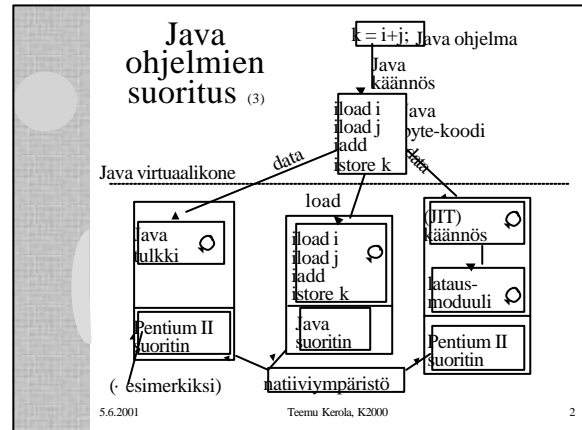 Java
ohjelmien
suoritus (3)
k = i+j; Java ohjelma
Java
käännös
iload i
iload j
iadd
istore k
Java
byte-koodi
data
data
Java virtuaalikone
load
Java
tulkki
Pentium II
suoritin
iload i
iload j
iadd
istore k
Java
suoritin
(JIT)
käännös
lataus-
moduuli
Pentium II
suoritin
(· esimerkiksi)
natiiviympäristö
5.6.2001
Teemu Kerola, K2000
2